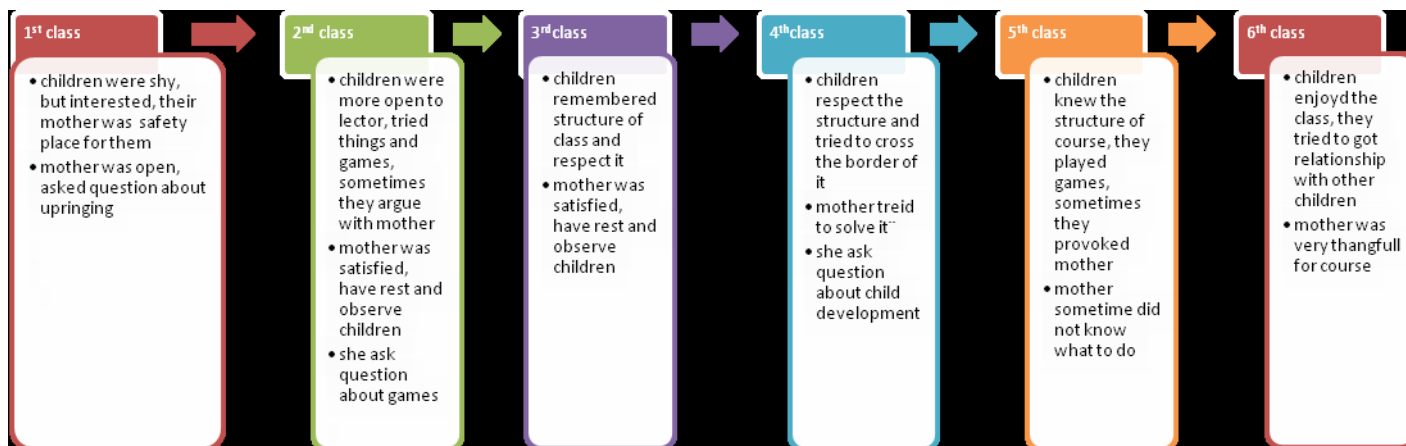 1st class
• children were shy,
but interested, their
mother was safety
place for them
• mother was open,
asked question about
upringing
2nd class
• children were
more open to
lector, tried
things and
games,
sometimes
they argue
with mother
• mother was
satisfied,
have rest and
observe
children
• she ask
question
about games
3rd class
• children
remembered
structure of
class and
respect it
• mother was
satisfied,
have rest and
observe
children
4th class
• children
respect the
structure and
tried to cross
the border of
it
• mother treid
to solve it¨
• she ask
question
about child
development
5th class
• children
knew the
structure of
course, they
played
games,
sometimes
they
provoked
mother
• mother
sometime did
not know
what to do
6th class
• children
enjoyd the
class, they
tried to got
relationship
with other
children
• mother was
very thangfull
for course